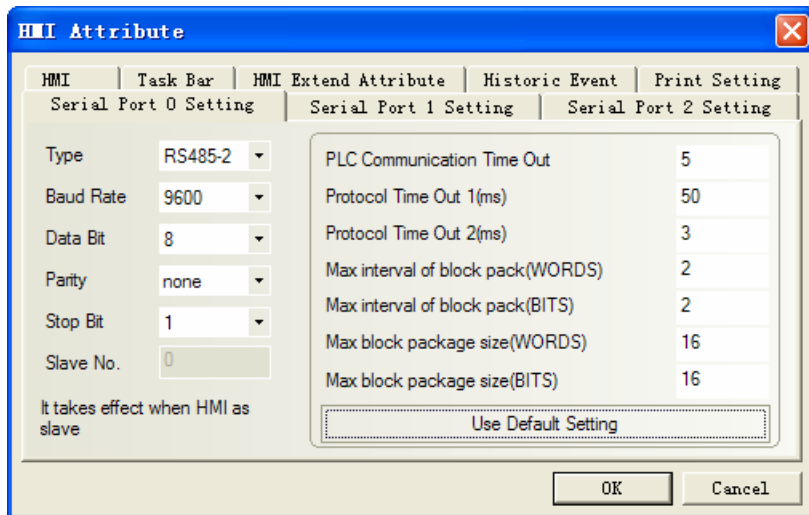 HMI Attribute
HMI
Task Bar
HMI Extend Attribute
Historic Event
Print Setting
Serial Port 0 Setting
Serial Port 1 Setting
Serial Port 2 Setting
Type RS485-2
Baud Rate 9600
Data Bit 8
Parity none
Stop Bit 1
Slave No. 0
It takes effect when HMI as
slave
PLC Communication Time Out 5
Protocol Time Out 1(ms) 50
Protocol Time Out 2(ms) 3
Max interval of block pack(WORDS) 2
Max interval of block pack(BITS) 2
Max block package size(WORDS) 16
Max block package size(BITS) 16
Use Default Setting
OK
Cancel